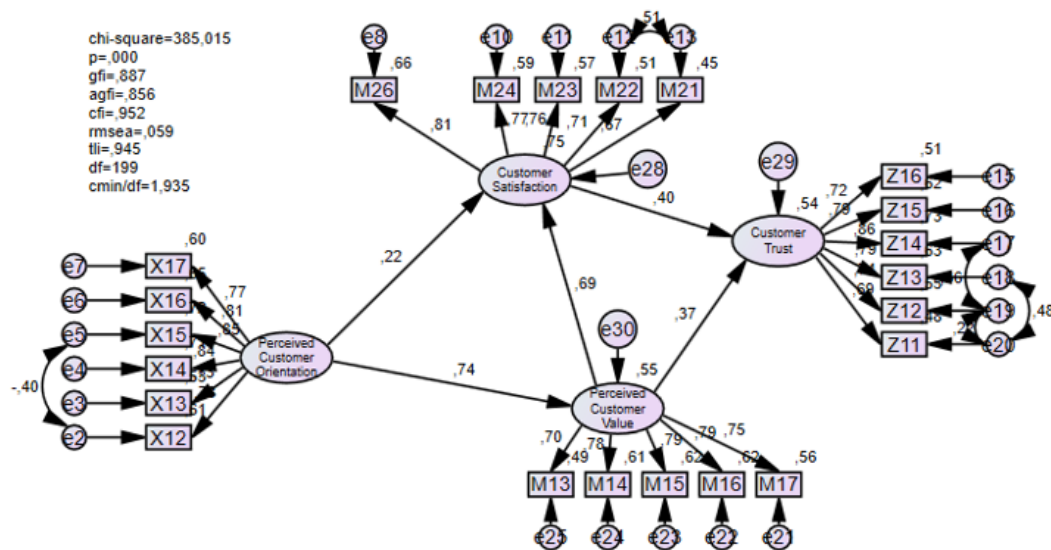 chi-square=385,015
p=,000
gfi=,887
agfi=,856
cfi=,952
rmsea=,059
tli=,945
df=199
cmin/df=1,935
e8
e10
e11
e12
,51
e13
,66
,59
,57
,51
,45
M26
M24
M23
M22
M21
,81
,77
,76
,71
,67
,75
Customer
Satisfaction
e28
e29
,40
,54
Customer
Trust
,51
,72
Z16
e15
,79
Z15
e16
,86
Z14
e17
,79
Z13
e18
Z12
e19
,48
,69
Z11
e20
,22
,69
,37
,74
,60
e7
X17
,77
e6
X16
,81
e5
X15
,85
e4
X14
,84
e3
X13
e2
X12
-,40
Perceived
Customer
Orientation
e30
,55
Perceived
Customer
Value
,70
,78
,79
,79
,75
,49
,61
,62
,62
,56
M13
M14
M15
M16
M17
e25
e24
e23
e22
e21